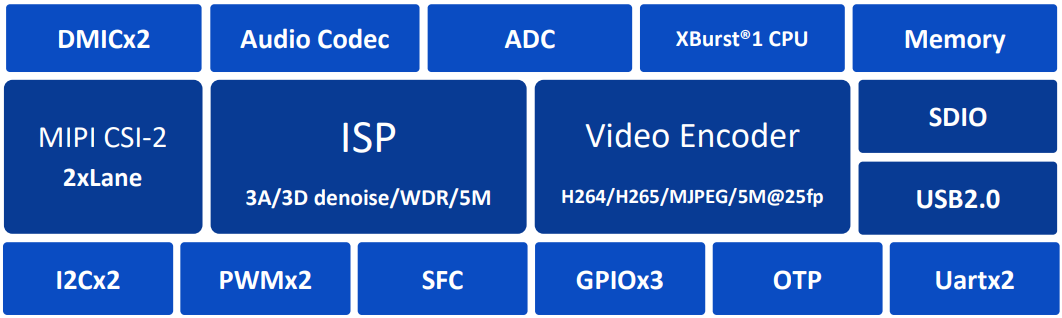 DMICx2
Audio Codec
ADC
XBurst®1 CPU
Memory
MIPI CSI-2
2xLane
ISP
3A/3D denoise/WDR/5M
Video Encoder
H264/H265/MJPEG/5M@25fp
SDIO
USB2.0
I2Cx2
PWMx2
SFC
GPIOx3
OTP
Uartx2